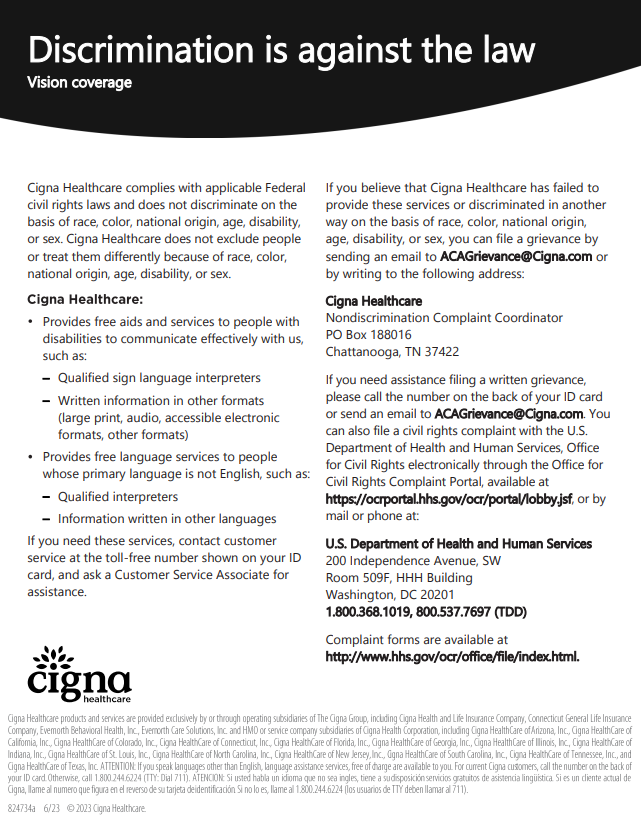 Discrimination is against the law
Vision coverage
Cigna Healthcare complies with applicable Federal
civil rights laws and does not discriminate on the
basis of race, color, national origin, age, disability,
or sex. Cigna Healthcare does not exclude people
or treat them differently because of race, color,
national origin, age, disability, or sex.
Cigna Healthcare:
• Provides free aids and services to people with
disabilities to communicate effectively with us,
such as:
– Qualified sign language interpreters
– Written information in other formats
(large print, audio, accessible electronic
formats, other formats)
• Provides free language services to people
whose primary language is not English, such as:
– Qualified interpreters
– Information written in other languages
If you need these services, contact customer
service at the toll-free number shown on your ID
card, and ask a Customer Service Associate for
assistance.
If you believe that Cigna Healthcare has failed to
provide these services or discriminated in another
way on the basis of race, color, national origin,
age, disability, or sex, you can file a grievance by
sending an email to ACAGrievance@Cigna.com or
by writing to the following address:
Cigna Healthcare
Nondiscrimination Complaint Coordinator
PO Box 188016
Chattanooga, TN 37422
If you need assistance filing a written grievance,
please call the number on the back of your ID card
or send an email to ACAGrievance@Cigna.com. You
can also file a civil rights complaint with the U.S.
Department of Health and Human Services, Office
for Civil Rights electronically through the Office for
Civil Rights Complaint Portal, available at
https://ocrportal.hhs.gov/ocr/portal/lobby.jsf, or by
mail or phone at:
U.S. Department of Health and Human Services
200 Independence Avenue, SW
Room 509F, HHH Building
Washington, DC 20201
1.800.368.1019, 800.537.7697 (TDD)
Complaint forms are available at
http://www.hhs.gov/ocr/office/file/index.html.
cigna
healthcare
Cigna Healthcare products and services are provided exclusively by or through operating subsidiaries of The Cigna Group, including Cigna Health and Life Insurance Company, Connecticut General Life Insurance
Company, Evernorth Behavioral Health, Inc., Evernorth Care Solutions, Inc. and HMO or service company subsidiaries of Cigna Health Corporation, including Cigna HealthCare of Arizona, Inc., Cigna HealthCare of
California, Inc., Cigna HealthCare of Colorado, Inc., Cigna HealthCare of Connecticut, Inc., Cigna HealthCare of Florida, Inc., Cigna HealthCare of Georgia, Inc., Cigna HealthCare of Illinois, Inc., Cigna HealthCare of
Indiana, Inc., Cigna HealthCare of St. Louis, Inc., Cigna HealthCare of North Carolina, Inc., Cigna HealthCare of New Jersey, Inc., Cigna HealthCare of South Carolina, Inc., Cigna HealthCare of Tennessee, Inc., and
Cigna HealthCare of Texas, Inc. ATTENTION: If you speak languages other than English, language assistance services, free of charge are available to you. For current Cigna customers, call the number on the back of
your ID card. Otherwise, call 1.800.244.6224 (TTY: Dial 711). ATENCION: Si usted habla un idioma que no sea ingles, tiene a su disposición servicios gratuitos de asistencia lingüística. Si es un cliente actual de
Cigna, llame al numero que figura en el reverso de su tarjeta de identificación. Si no lo es, llame al 1.800.244.6224 (los usuarios de TTY deben llamar al 711).
824734a 6/23 © 2023 Cigna Healthcare.